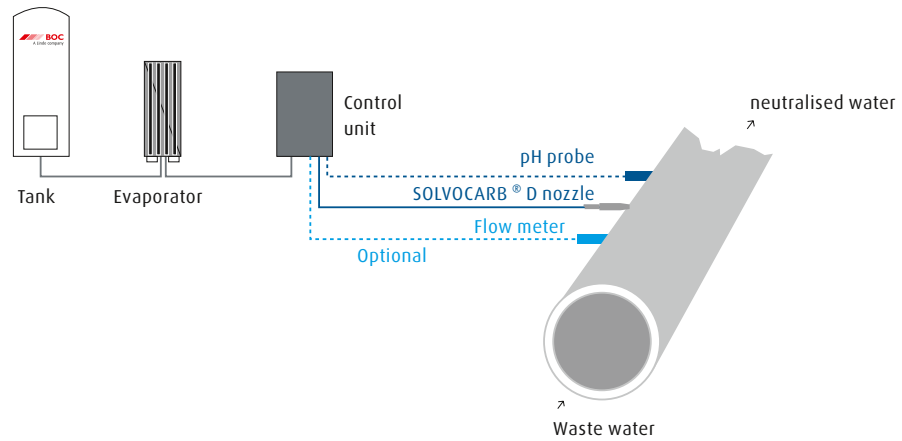 BOC
A Linde company
Control
unit
neutralised water
pH probe
Tank
Evaporator
SOLVOCARB ® D nozzle
Flow meter
Optional
Waste water